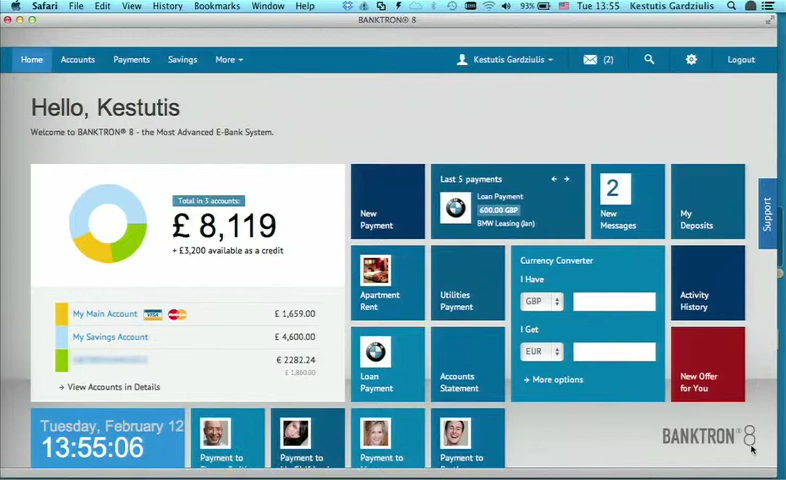 Safari File Edit View History Bookmarks Window Help 93% Tue 13:55 Kestutis Gardziulis
BANKTRON® 8
Home Accounts Payments Savings More Kestutis Gardziulis (2) Logout
Hello, Kestutis
Welcome to BANKTRON® 8 - the Most Advanced E-Bank System.
Total in 3 accounts:
£ 8,119
+ £3,200 available as a credit
My Main Account VISA MasterCard £ 1,659.00
My Savings Account £ 4,600.00
€ 2282.24
£ 1,860.00
View Accounts in Details
New
Payment
Last 5 payments
Loan Payment
600.00 GBP
BMW Leasing (Jan)
2
New
Messages
My
Deposits
Support
Apartment
Rent
Utilities
Payment
Currency Converter
I Have
GBP
I Get
EUR
More options
Activity
History
Loan
Payment
Accounts
Statement
New Offer
for You
Tuesday, February 12
13:55:06
Payment to
Payment to
Payment to
Payment to
BANKTRON® 8